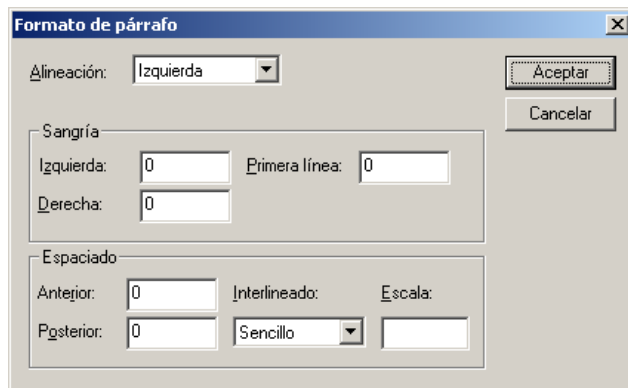 Formato de párrafo
Alineación: Izquierda
Aceptar
Cancelar
Sangría
Izquierda: 0 Primera línea: 0
Derecha: 0
Espaciado
Anterior: 0 Interlineado: Escala:
Posterior: 0 Sencillo